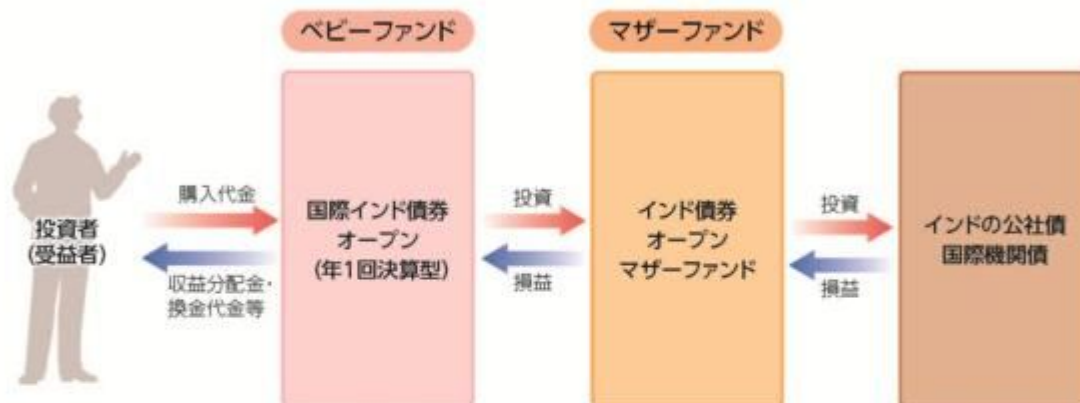 ベビーファンド
マザーファンド
投資者
(受益者)
購入代金
収益分配金・
換金代金等
国際インド債券
オープン
(年1回決算型)
投資
損益
インド債券
オープン
マザーファンド
投資
損益
インドの公社債
国際機関債